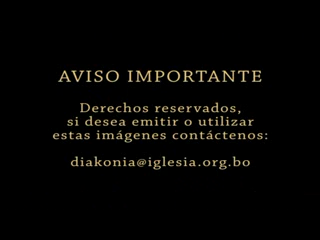 AVISO IMPORTANTE
Derechos reservados,
si desea emitir o utilizar
estas imágenes contáctenos:
diakonia@iglesia.org.bo